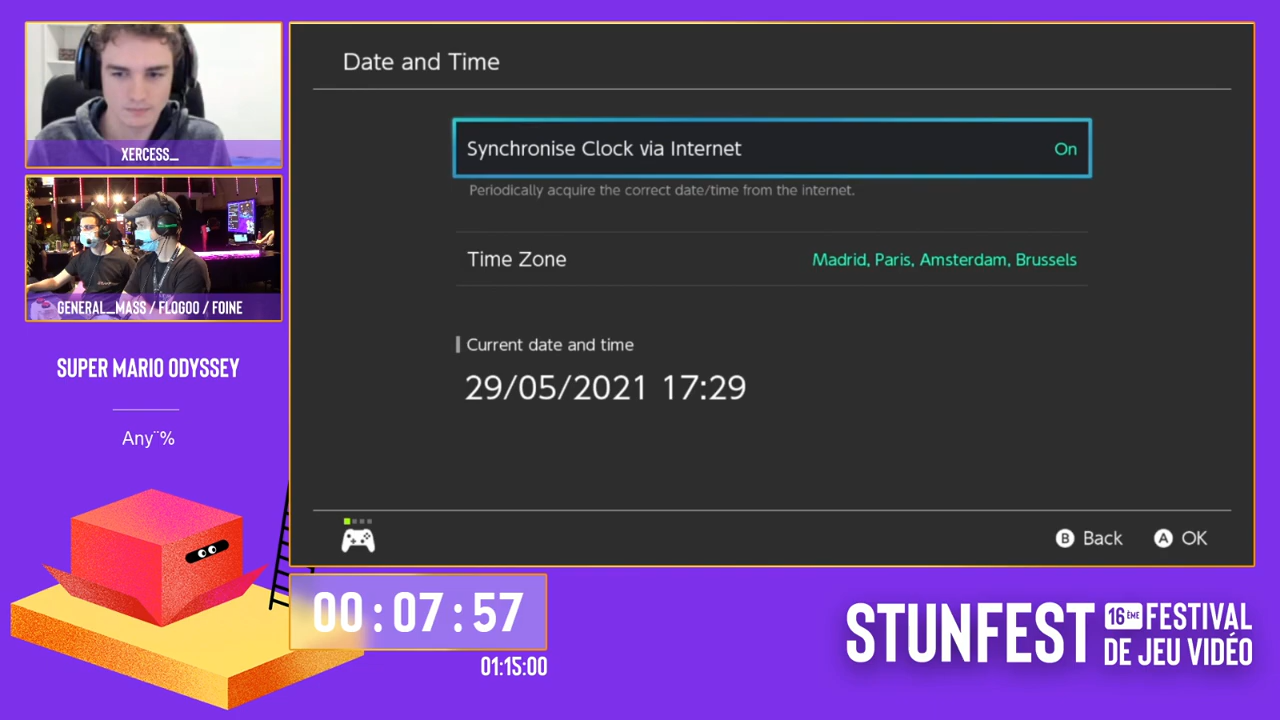 XERCESS_
GENERAL_MASS / FLOGOO / FOINE
SUPER MARIO ODYSSEY
Any¨%
Date and Time
Synchronise Clock via Internet On
Periodically acquire the correct date/time from the internet.
Time Zone Madrid, Paris, Amsterdam, Brussels
Current date and time
29/05/2021 17:29
B Back A OK
00:07:57
01:15:00
STUNFEST 16ÈME FESTIVAL
DE JEU VIDÉO